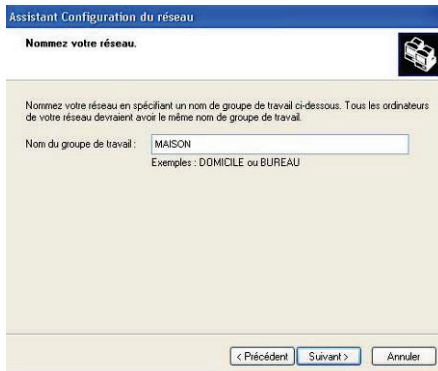 Assistant Configuration du réseau
Nommez votre réseau.
Nommez votre réseau en spécifiant un nom de groupe de travail ci-dessous. Tous les ordinateurs
de votre réseau devraient avoir le même nom de groupe de travail.
Nom du groupe de travail : MAISON
Exemples : DOMICILE ou BUREAU
< Précédent Suivant > Annuler